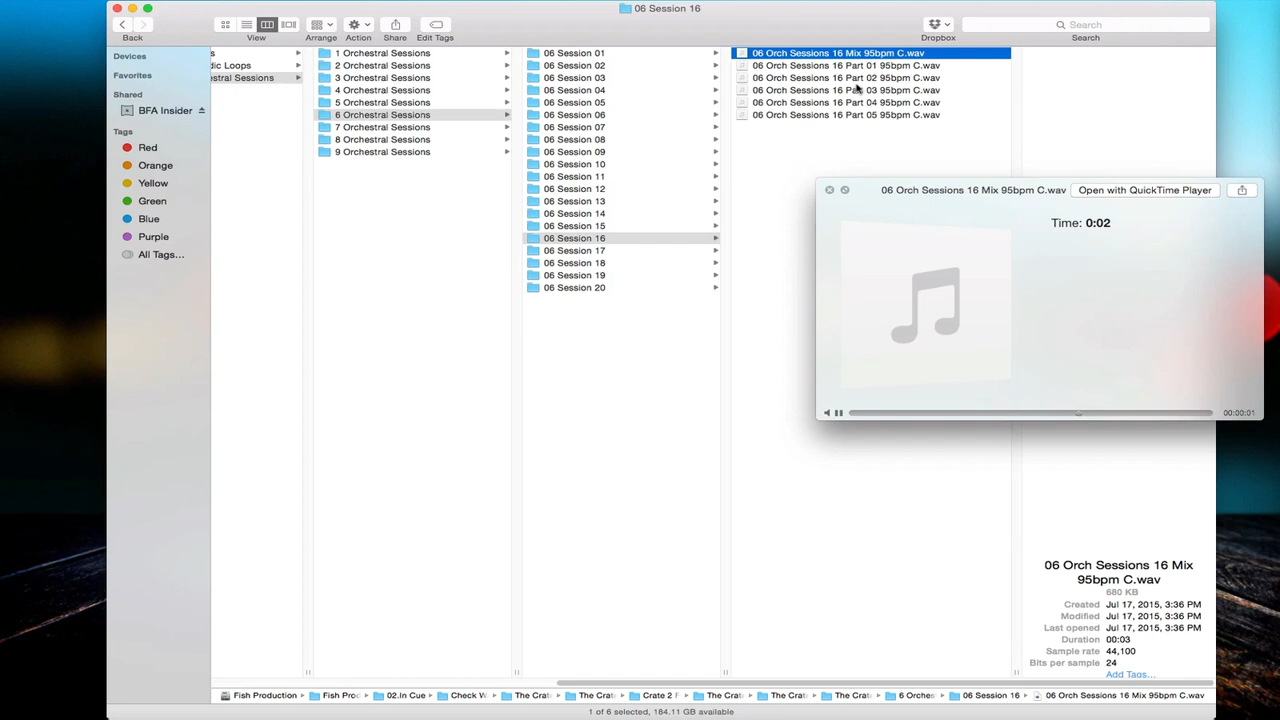 06 Session 16
Back
View
Arrange
Action
Share
Edit Tags
Dropbox
Search
Search
Devices
Favorites
Shared
BFA Insider
Tags
Red
Orange
Yellow
Green
Blue
Purple
All Tags...
s
dic Loops
estral Sessions
1 Orchestral Sessions
2 Orchestral Sessions
3 Orchestral Sessions
4 Orchestral Sessions
5 Orchestral Sessions
6 Orchestral Sessions
7 Orchestral Sessions
8 Orchestral Sessions
9 Orchestral Sessions
06 Session 01
06 Session 02
06 Session 03
06 Session 04
06 Session 05
06 Session 06
06 Session 07
06 Session 08
06 Session 09
06 Session 10
06 Session 11
06 Session 12
06 Session 13
06 Session 14
06 Session 15
06 Session 16
06 Session 17
06 Session 18
06 Session 19
06 Session 20
06 Orch Sessions 16 Mix 95bpm C.wav
06 Orch Sessions 16 Part 01 95bpm C.wav
06 Orch Sessions 16 Part 02 95bpm C.wav
06 Orch Sessions 16 Part 03 95bpm C.wav
06 Orch Sessions 16 Part 04 95bpm C.wav
06 Orch Sessions 16 Part 05 95bpm C.wav
06 Orch Sessions 16 Mix 95bpm C.wav
Open with QuickTime Player
Time: 0:02
00:00:01
06 Orch Sessions 16 Mix
95bpm C.wav
680 KB
Created Jul 17, 2015, 3:36 PM
Modified Jul 17, 2015, 3:36 PM
Last opened Jul 17, 2015, 3:36 PM
Duration 00:03
Sample rate 44,100
Bits per sample 24
Add Tags...
Fish Production Fish Proc 02.In Cue Check W The Crat The Crat Crate 2 F The Crat The Crat The Crat 6 Orches 06 Session 16 06 Orch Sessions 16 Mix 95bpm C.wav
1 of 6 selected, 184.11 GB available